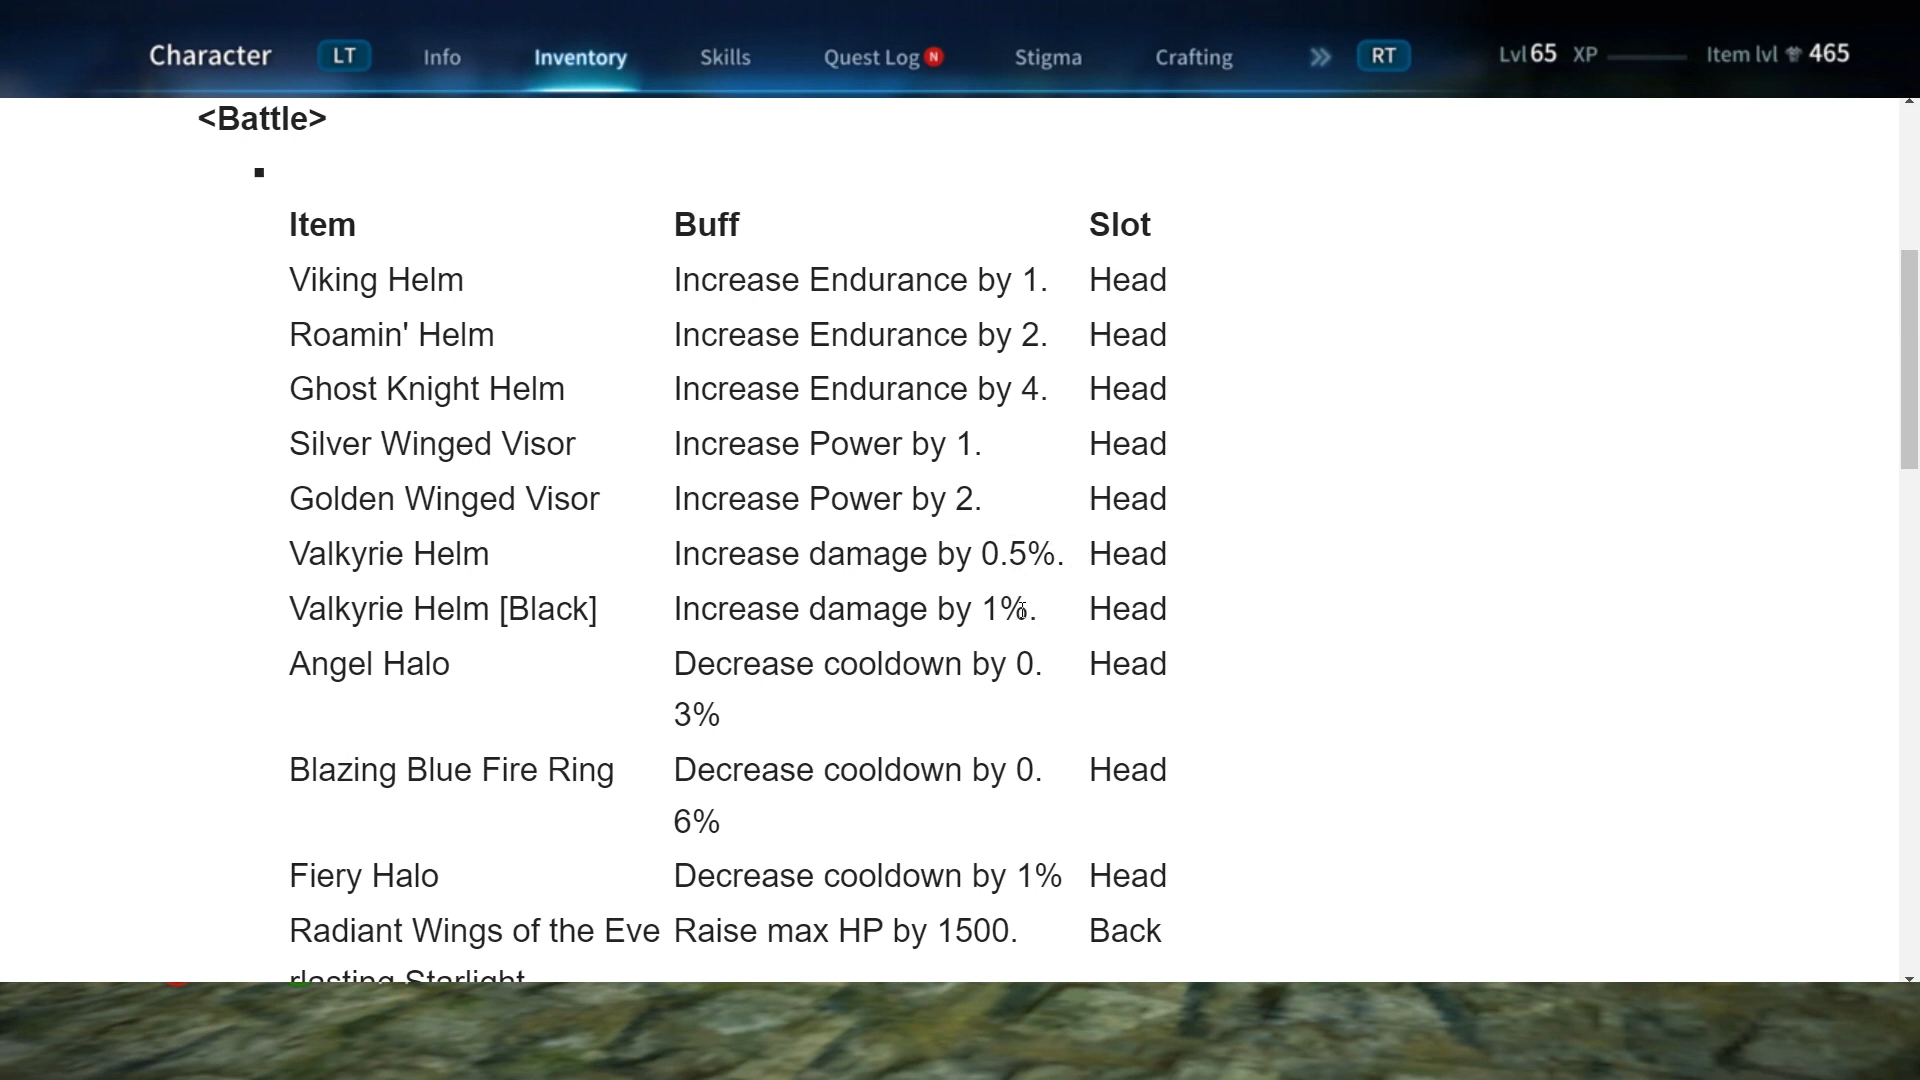 Character LT Info Inventory Skills Quest Log N Stigma Crafting » RT Lvl 65 XP Item lvl 465
<Battle>
Item Buff Slot
Viking Helm Increase Endurance by 1. Head
Roamin' Helm Increase Endurance by 2. Head
Ghost Knight Helm Increase Endurance by 4. Head
Silver Winged Visor Increase Power by 1. Head
Golden Winged Visor Increase Power by 2. Head
Valkyrie Helm Increase damage by 0.5%. Head
Valkyrie Helm [Black] Increase damage by 1%. Head
Angel Halo Decrease cooldown by 0. Head
3%
Blazing Blue Fire Ring Decrease cooldown by 0. Head
6%
Fiery Halo Decrease cooldown by 1% Head
Radiant Wings of the Eve Raise max HP by 1500. Back
rlasting Starlight